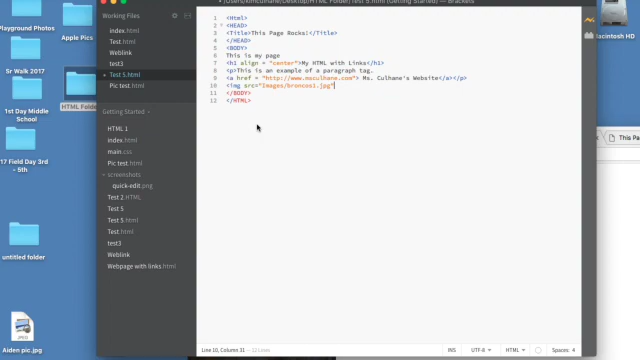 • /Users/kimculhane/Desktop/HTML Folder/Test 5.html (Getting Started) — Brackets
Playground Photos
Apple Pics
Sr Walk 2017
HTML Folder
1st Day Middle School
17 Field Day 3rd - 5th
untitled folder
Aiden pic.jpg
Macintosh HD
This Pa
Working Files
index.html
Test.html
Weblink
test3
Test 5.html
Pic test.html
Getting Started
HTML 1
index.html
main.css
Pic test.html
screenshots
quick-edit.png
Test 2.HTML
Test 5
Test 5.html
Test.html
test3
Weblink
Webpage with links.html
1 <Html>
2 <HEAD>
3 <Title>This Page Rocks!</Title>
4 </HEAD>
5 <BODY>
6 This is my page
7 <h1 align = "center">My HTML with Links</h1>
8 <p>This is an example of a paragraph tag.
9 <a href = "http://www.msculhane.com"> Ms. Culhane's Website</a></p>
10 <img src="Images/broncos1.jpg"
11 </BODY>
12 </HTML>
Line 10, Column 31 — 12 Lines
INS
UTF-8
HTML
Spaces: 4